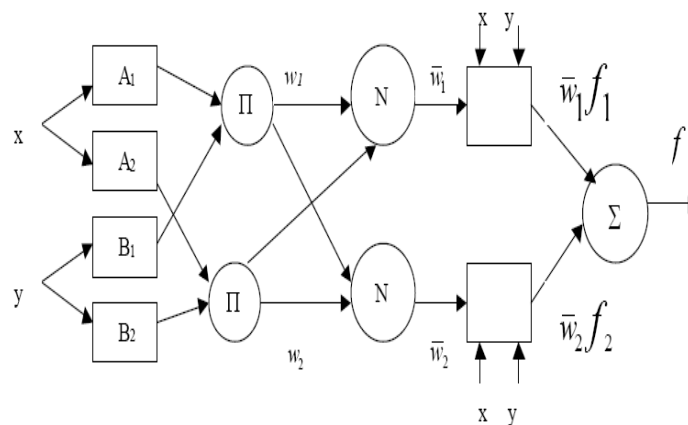 x y
A₁
w₁
w̄₁
w̄₁f₁
Π
N
x
A₂
f
B₁
Σ
y
Π
N
B₂
w₂
w̄₂
w̄₂f₂
x y